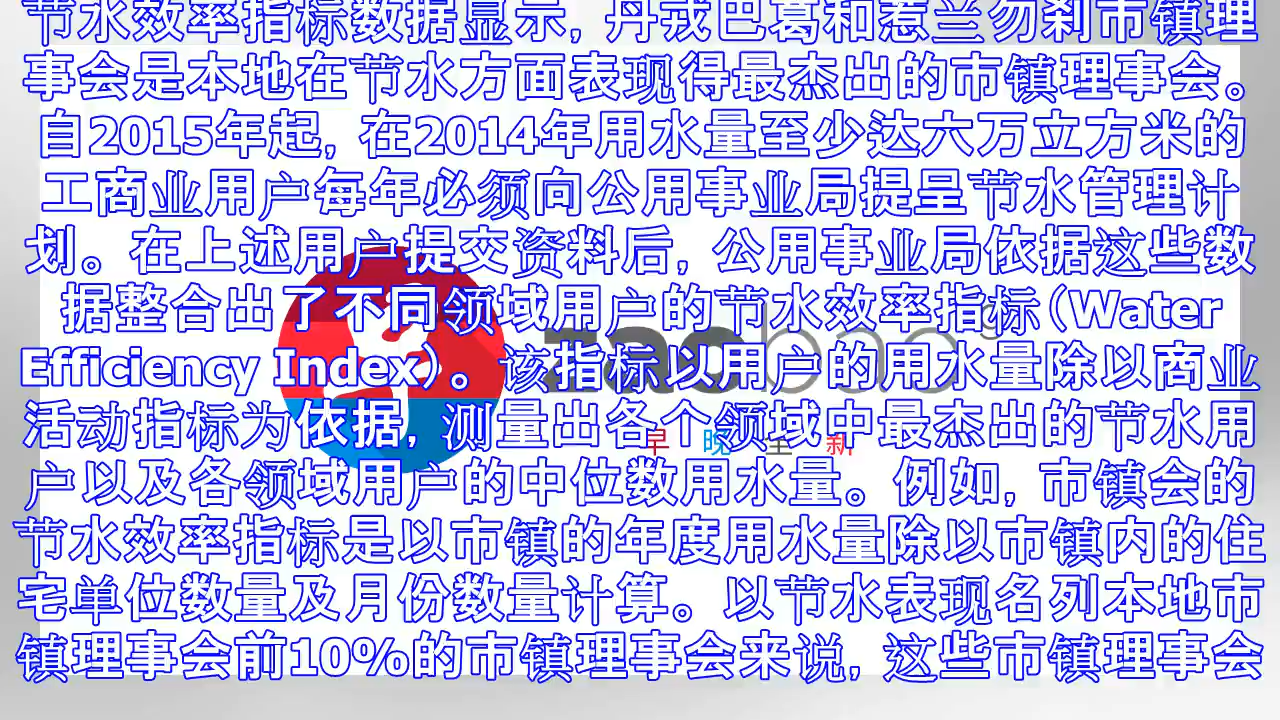 节水效率指标数据显示，丹戎巴葛和惹兰勿刹市镇理
事会是本地在节水方面表现得最杰出的市镇理事会。
自2015年起，在2014年用水量至少达六万立方米的
工商业用户每年必须向公用事业局提呈节水管理计
划。在上述用户提交资料后，公用事业局依据这些数
据整合出了不同领域用户的节水效率指标（Water
Efficiency Index）。该指标以用户的用水量除以商业
活动指标为依据，测量出各个领域中最杰出的节水用
户以及各领域用户的中位数用水量。例如，市镇会的
节水效率指标是以市镇的年度用水量除以市镇内的住
宅单位数量及月份数量计算。以节水表现名列本地市
镇理事会前10%的市镇理事会来说，这些市镇理事会
zaobao
早 晚 至 新